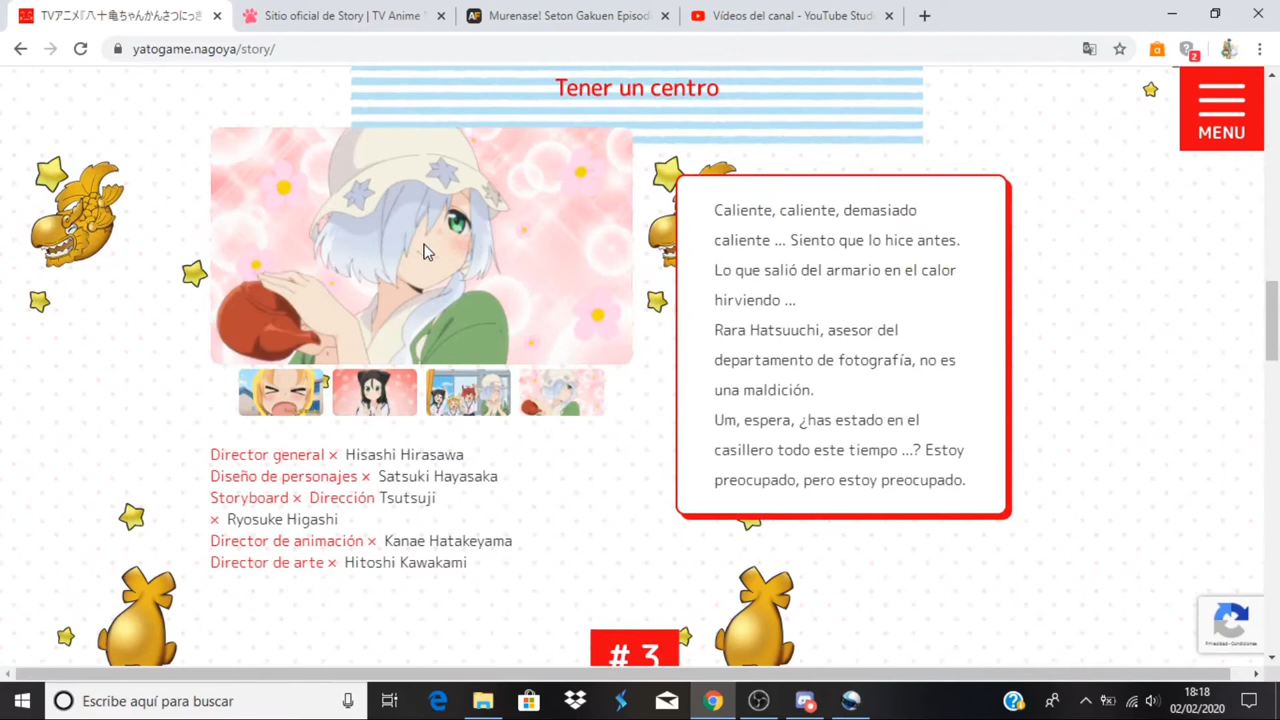 TVアニメ『八十亀ちゃんかんさつにっき
Sitio oficial de Story | TV Anime "
Murenase! Seton Gakuen Episod
Vídeos del canal - YouTube Stud
yatogame.nagoya/story/
2
Tener un centro
MENU
Caliente, caliente, demasiado
caliente ... Siento que lo hice antes.
Lo que salió del armario en el calor
hirviendo ...
Rara Hatsuuchi, asesor del
departamento de fotografía, no es
una maldición.
Um, espera, ¿has estado en el
casillero todo este tiempo ...? Estoy
preocupado, pero estoy preocupado.
Director general × Hisashi Hirasawa
Diseño de personajes × Satsuki Hayasaka
Storyboard × Dirección Tsutsuji
× Ryosuke Higashi
Director de animación × Kanae Hatakeyama
Director de arte × Hitoshi Kawakami
# 3
Privacidad - Condiciones
Escribe aquí para buscar
18:18
02/02/2020